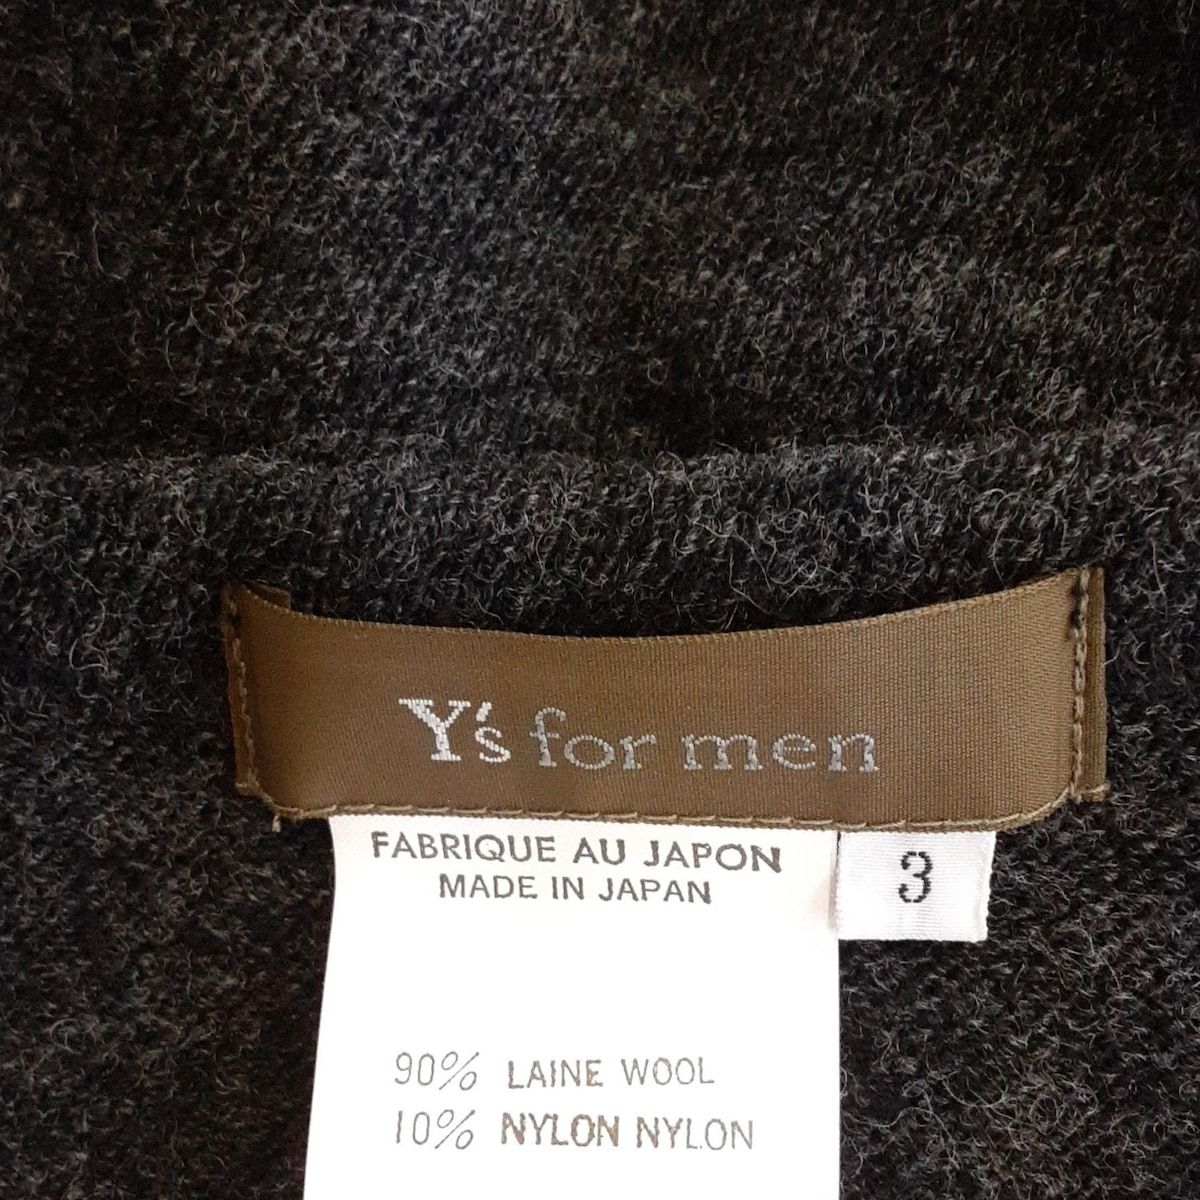 Y's for men
FABRIQUE AU JAPON
MADE IN JAPAN
3
90% LAINE WOOL
10% NYLON NYLON